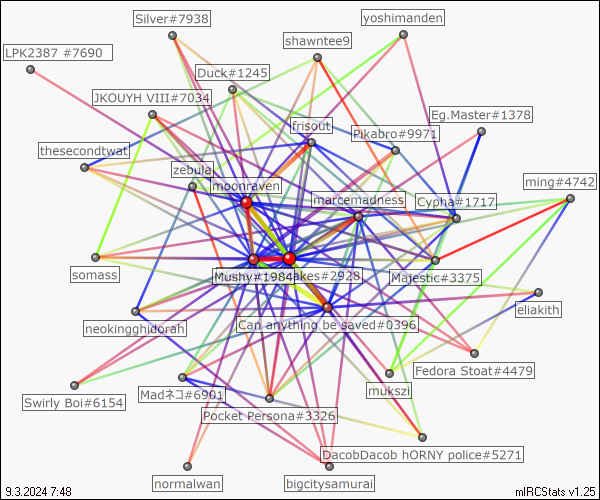 Silver#7938
yoshimanden
shawntee9
LPK2387 #7690
Duck#1245
JKOUYH VIII#7034
Eg.Master#1378
frisout
Pikabro#9971
thesecondtwat
zebula
ming#4742
moonraven
marcemadness
Cypha#1717
somass
Mushy#1984
akes#2928
Majestic#3375
eliakith
neokingghidorah
Can anything be saved#0396
Fedora Stoat#4479
Swirly Boi#6154
Madネコ#6901
mukszi
Pocket Persona#3326
DacobDacob hORNY police#5271
normalwan
bigcitysamurai
9.3.2024 7:48
mIRCStats v1.25